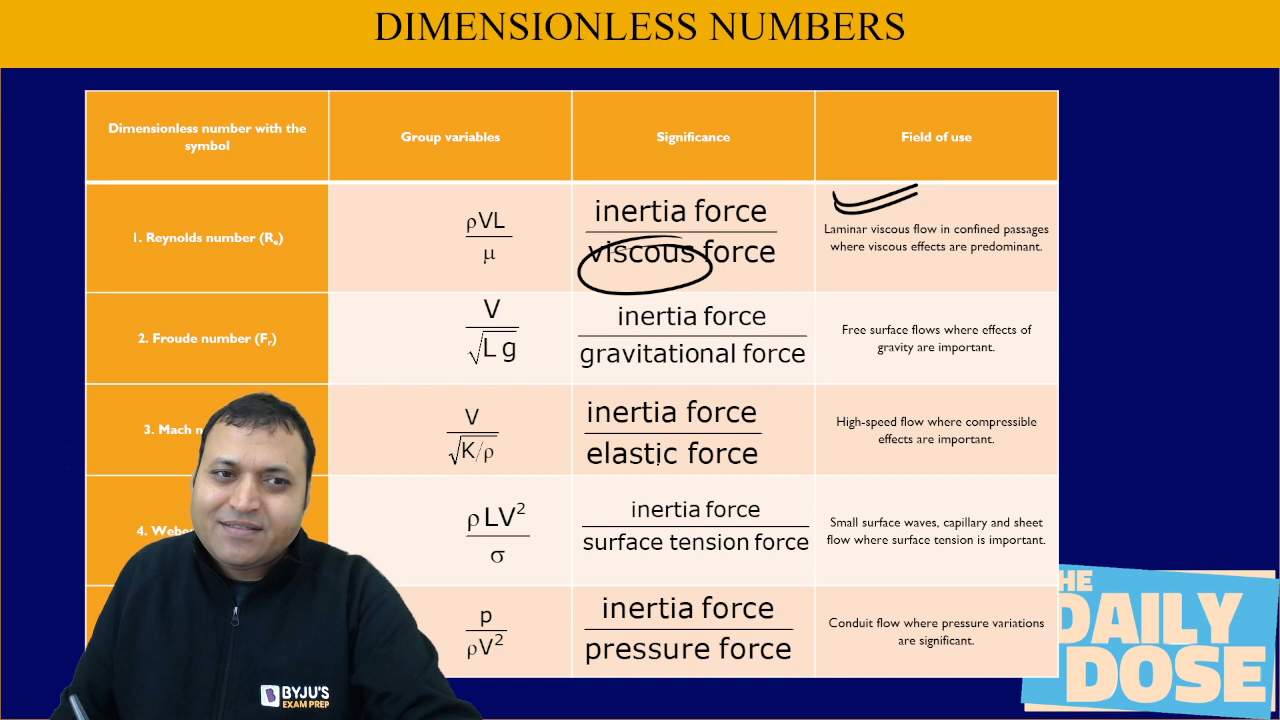 DIMENSIONLESS NUMBERS
Dimensionless number with the
symbol
Group variables
Significance
Field of use
1. Reynolds number (Re)
ρVL
μ
inertia force
viscous force
Laminar viscous flow in confined passages
where viscous effects are predominant.
2. Froude number (Fr)
V
√Lg
inertia force
gravitational force
Free surface flows where effects of
gravity are important.
3. Mach
V
√K/ρ
inertia force
elastic force
High-speed flow where compressible
effects are important.
4. Weber
ρLV²
σ
inertia force
surface tension force
Small surface waves, capillary and sheet
flow where surface tension is important.
p
ρV²
inertia force
pressure force
Conduit flow where pressure variations
are significant.
THE
DAILY
DOSE
BYJU'S
EXAM PREP